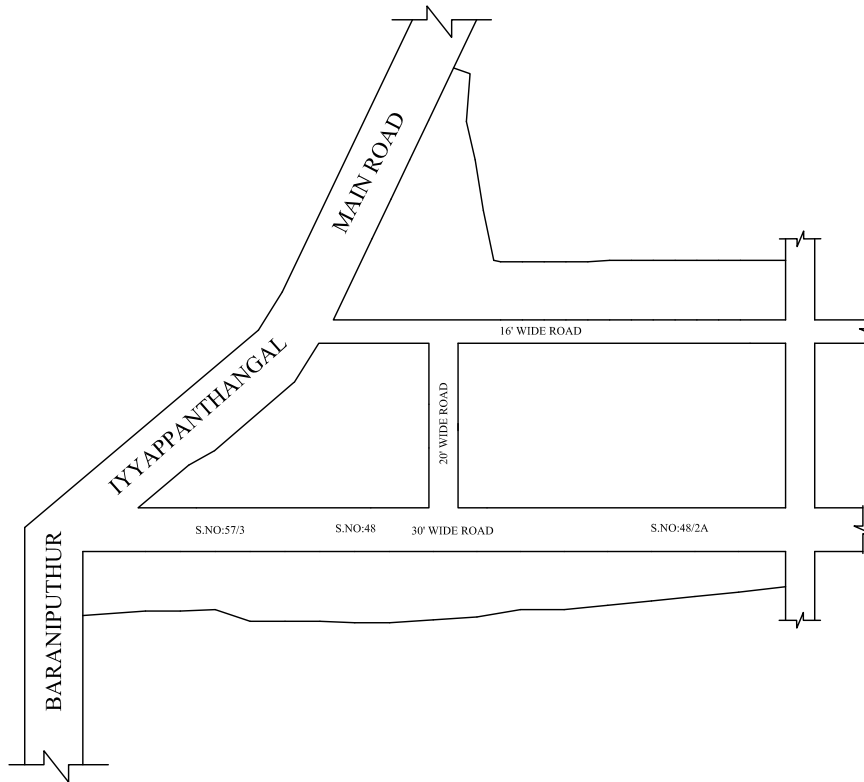 MAIN ROAD
16' WIDE ROAD
IYYAPPANTHANGAL
20' WIDE ROAD
S.NO:57/3
S.NO:48
30' WIDE ROAD
S.NO:48/2A
BARANIPUTHUR